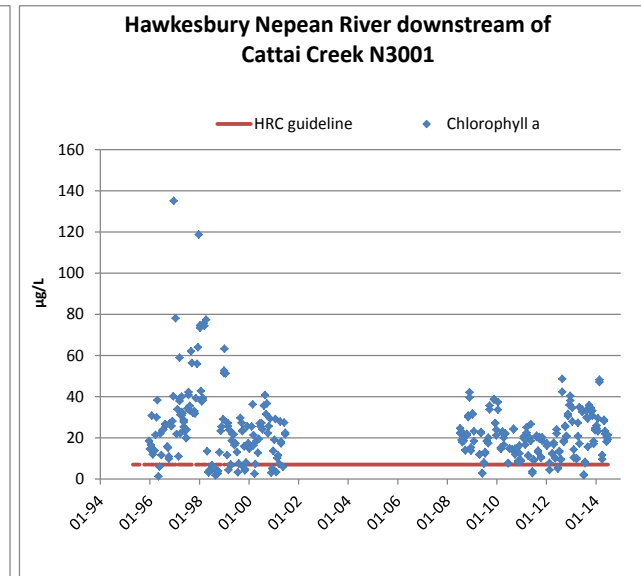 Hawkesbury Nepean River downstream of
Cattai Creek N3001
HRC guideline Chlorophyll a
160
140
120
100
80
60
40
20
0
µg/L
01-94 01-96 01-98 01-00 01-02 01-04 01-06 01-08 01-10 01-12 01-14